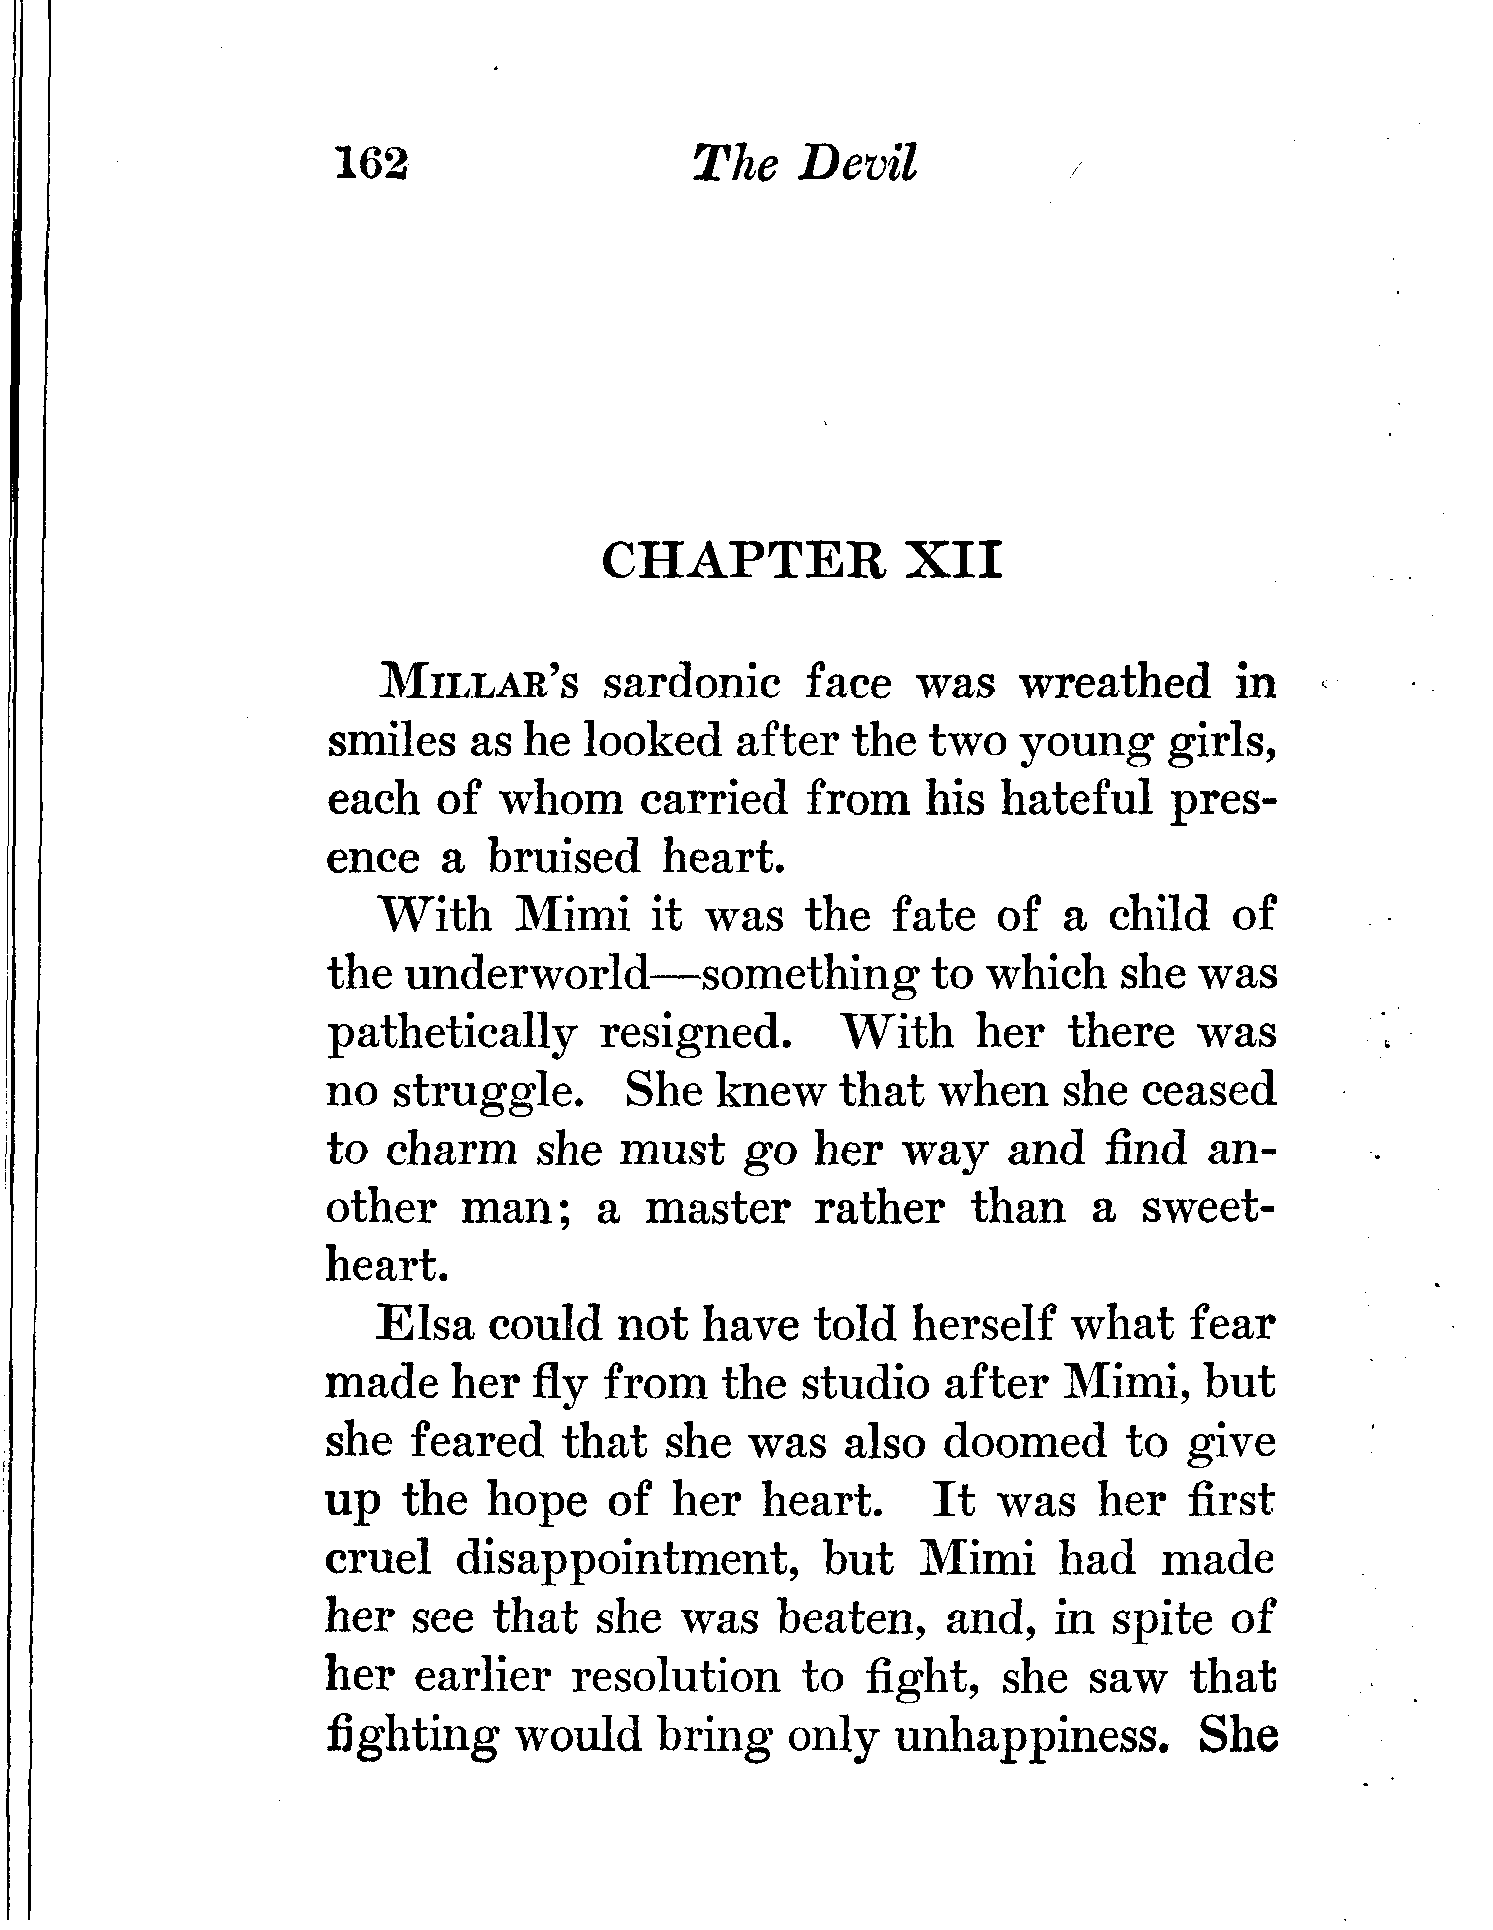 162 The Devil
CHAPTER XII
MILLAR'S sardonic face was wreathed in
smiles as he looked after the two young girls,
each of whom carried from his hateful pres-
ence a bruised heart.
With Mimi it was the fate of a child of
the underworld—something to which she was
pathetically resigned. With her there was
no struggle. She knew that when she ceased
to charm she must go her way and find an-
other man; a master rather than a sweet-
heart.
Elsa could not have told herself what fear
made her fly from the studio after Mimi, but
she feared that she was also doomed to give
up the hope of her heart. It was her first
cruel disappointment, but Mimi had made
her see that she was beaten, and, in spite of
her earlier resolution to fight, she saw that
fighting would bring only unhappiness. She